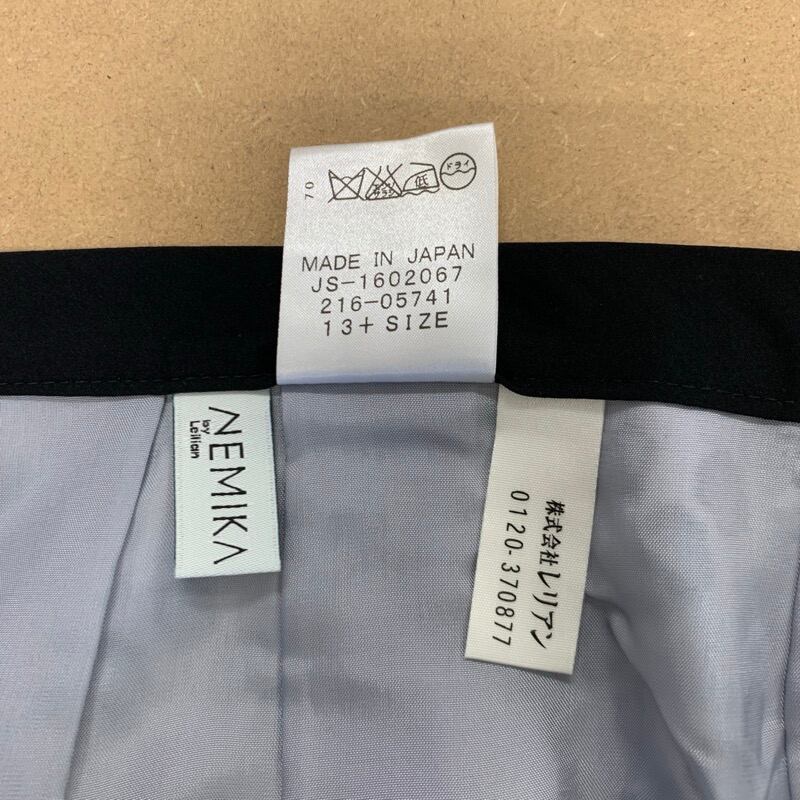 70
低
ドライ
MADE IN JAPAN
JS-1602067
216-05741
13+ SIZE
NEMIKA
by
Leilian
株式会社 レリアン
0120-370877